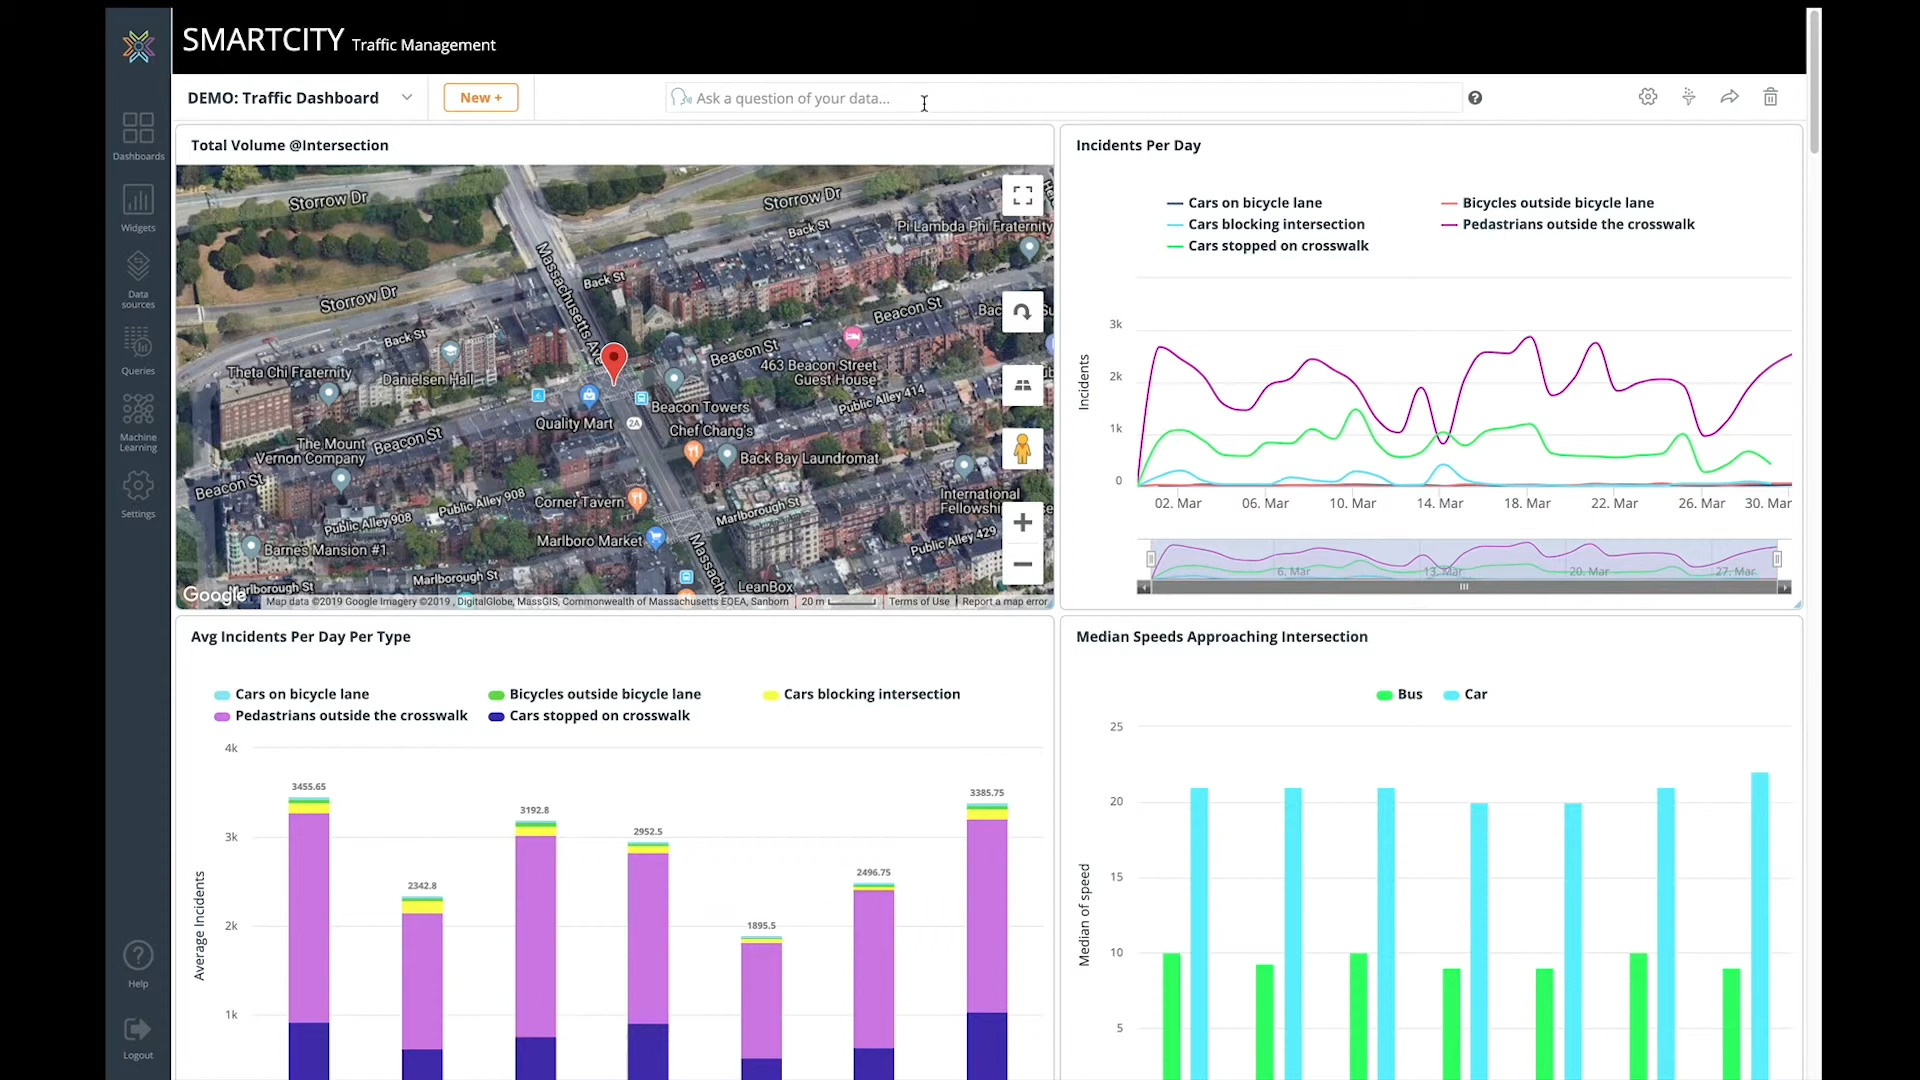 SMARTCITY Traffic Management
DEMO: Traffic Dashboard
New +
Ask a question of your data...
Dashboards
Widgets
Data sources
Queries
Machine Learning
Settings
Help
Logout
Total Volume @Intersection
Storrow Dr
Storrow Dr
Back St
Pi Lambda Phi Fraternity
Massachusetts Ave
Back St
Storrow Dr
Beacon St
Back St
Beacon St
463 Beacon Street
Guest House
Theta Chi Fraternity
Danielsen Hall
Public Alley 414
Beacon Towers
Quality Mart
2A
Chef Chang's
Beacon St
The Mount
Vernon Company
Back Bay Laundromat
Beacon St
Public Alley 908
Corner Tavern
Marlborough St
International
Fellowship
Public Alley 908
Marlboro Market
Public Alley 429
Barnes Mansion #1
Marlborough St
LeanBox
Google
Map data ©2019 Google Imagery ©2019 , DigitalGlobe, MassGIS, Commonwealth of Massachusetts EOEA, Sanborn
20 m
Terms of Use
Report a map error
Incidents Per Day
Cars on bicycle lane
Bicycles outside bicycle lane
Cars blocking intersection
Pedastrians outside the crosswalk
Cars stopped on crosswalk
Incidents
3k
2k
1k
0
02. Mar
06. Mar
10. Mar
14. Mar
18. Mar
22. Mar
26. Mar
30. Mar
6. Mar
13. Mar
20. Mar
27. Mar
Avg Incidents Per Day Per Type
Cars on bicycle lane
Bicycles outside bicycle lane
Cars blocking intersection
Pedastrians outside the crosswalk
Cars stopped on crosswalk
Average Incidents
4k
3k
2k
1k
3455.65
2342.8
3192.8
2952.5
1895.5
2496.75
3385.75
Median Speeds Approaching Intersection
Bus
Car
Median of speed
25
20
15
10
5